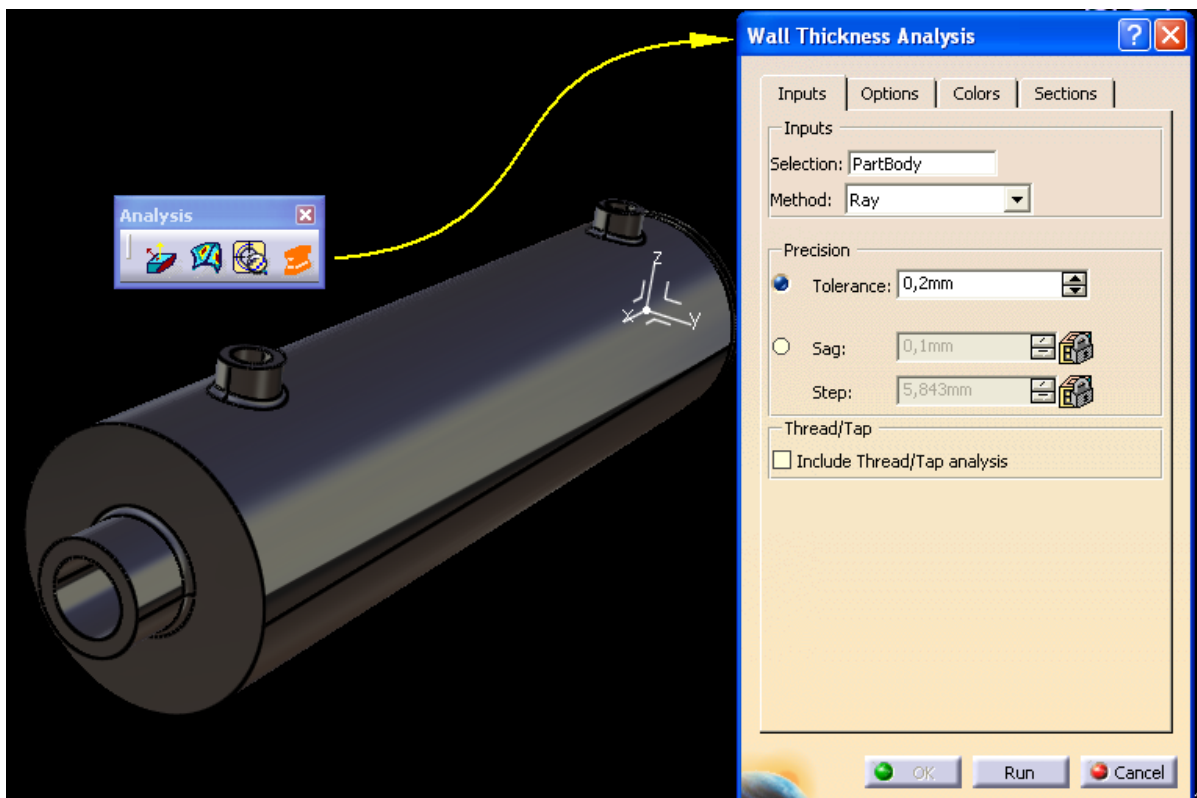 Wall Thickness Analysis
Inputs Options Colors Sections
Inputs
Selection: PartBody
Method: Ray
Analysis
Precision
Tolerance: 0,2mm
Sag: 0,1mm
Step: 5,843mm
Thread/Tap
Include Thread/Tap analysis
z
x
y
OK Run Cancel